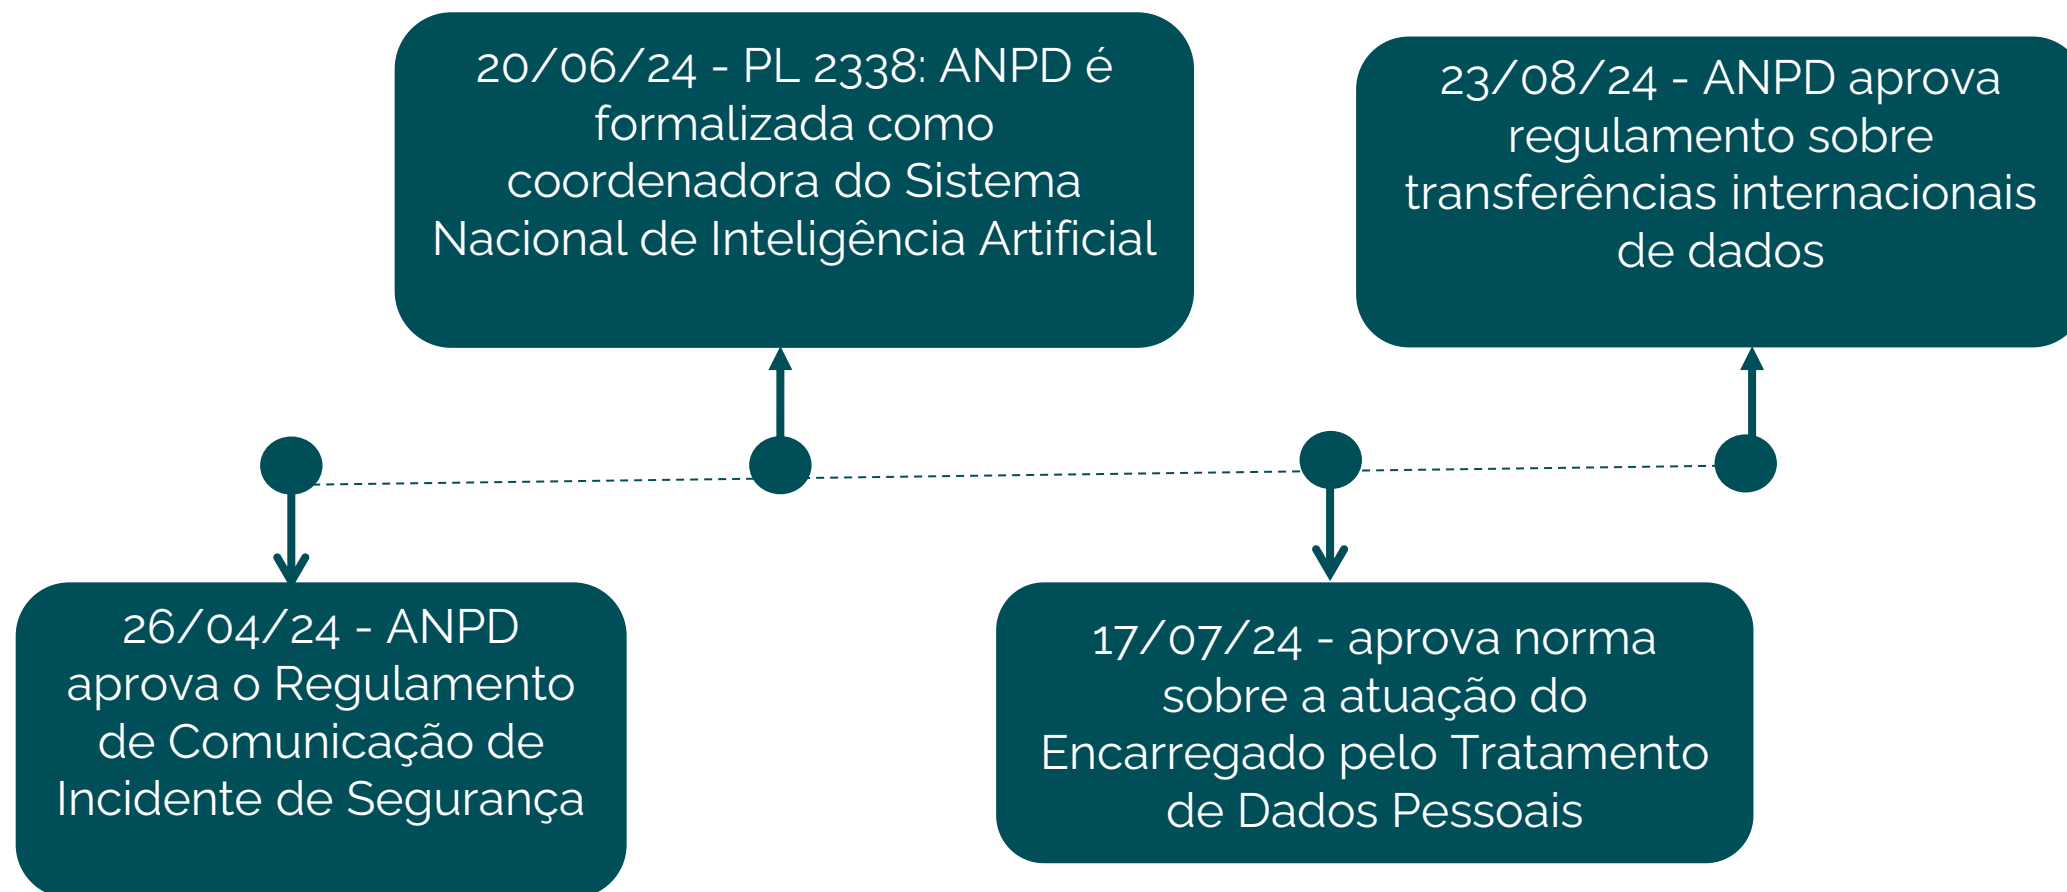 20/06/24 - PL 2338: ANPD é
formalizada como
coordenadora do Sistema
Nacional de Inteligência Artificial
23/08/24 - ANPD aprova
regulamento sobre
transferências internacionais
de dados
26/04/24 - ANPD
aprova o Regulamento
de Comunicação de
Incidente de Segurança
17/07/24 - aprova norma
sobre a atuação do
Encarregado pelo Tratamento
de Dados Pessoais